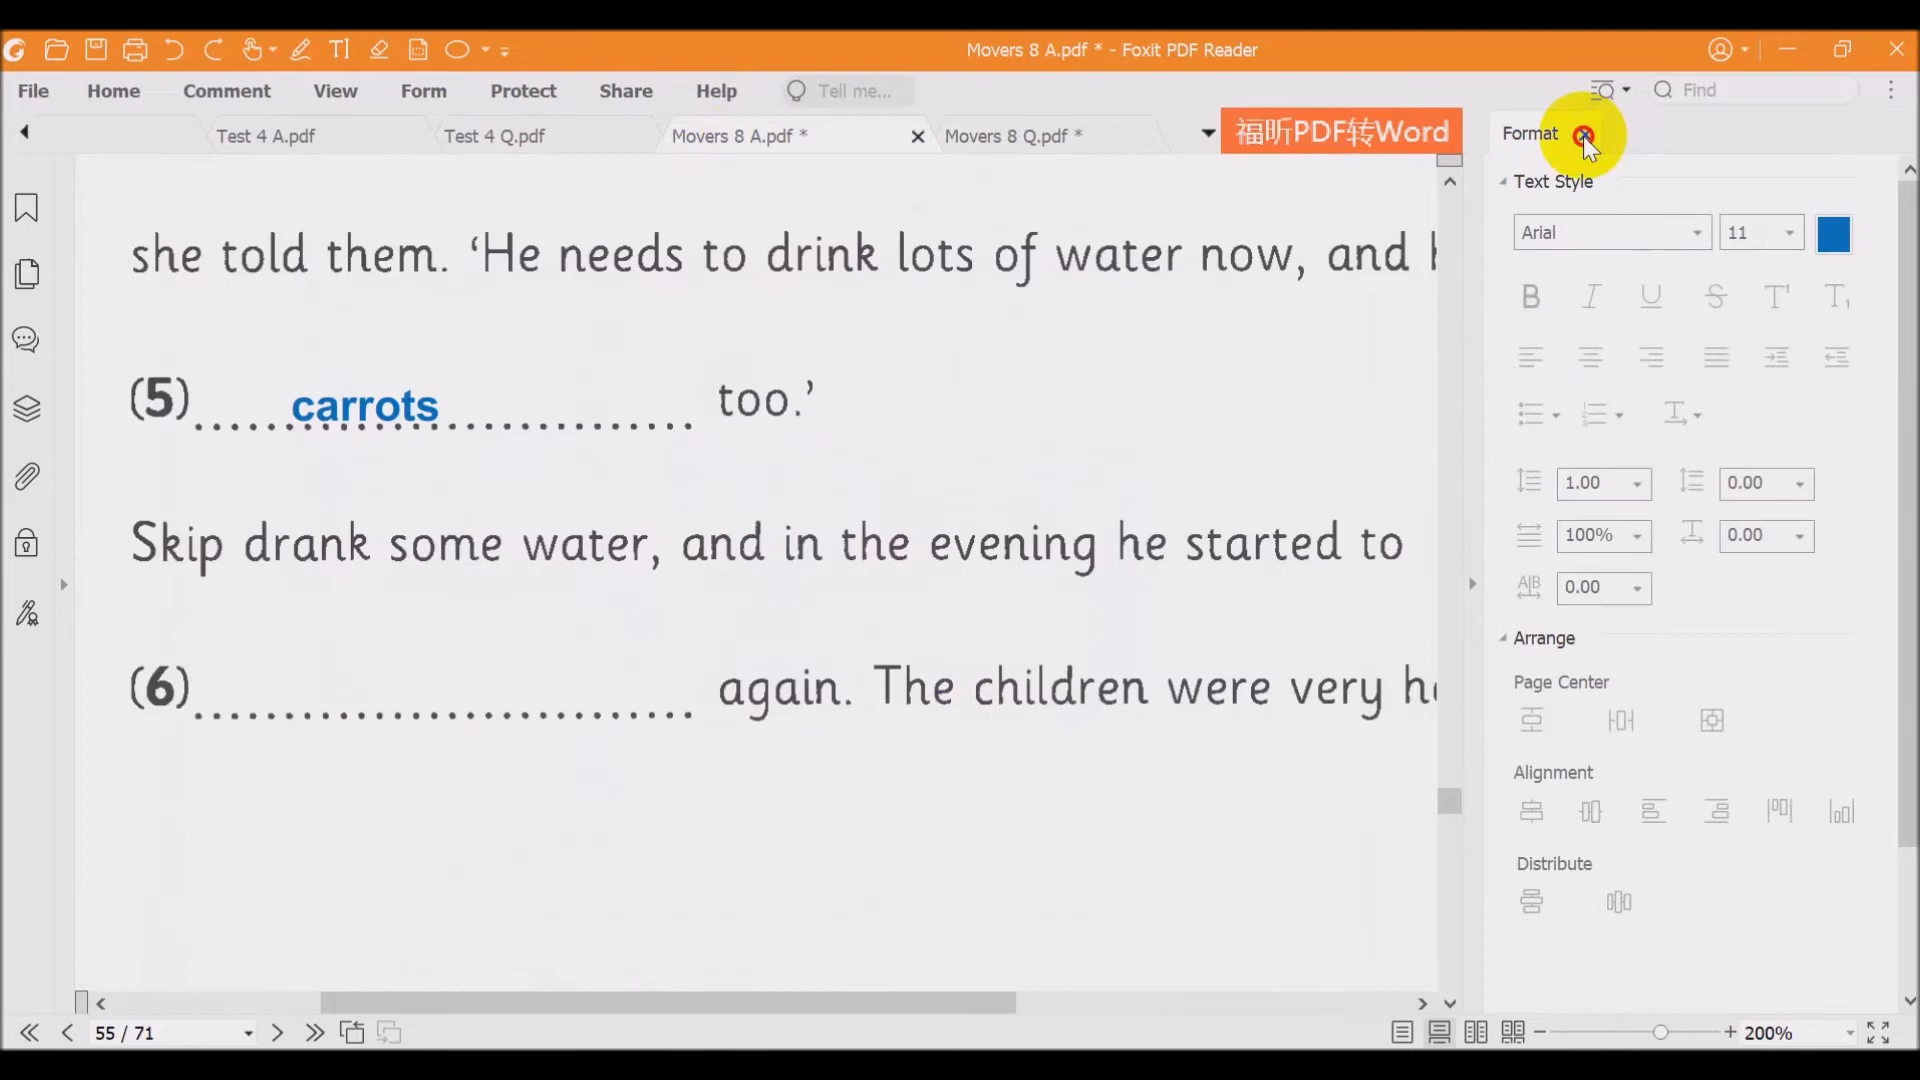 Movers 8 A.pdf * - Foxit PDF Reader
File Home Comment View Form Protect Share Help Tell me... Find
Test 4 A.pdf Test 4 Q.pdf Movers 8 A.pdf * Movers 8 Q.pdf * 福昕PDF转Word Format
Text Style
Arial 11
she told them. ‘He needs to drink lots of water now, and
(5) carrots too.’
1.00 0.00
Skip drank some water, and in the evening he started to
100% 0.00
0.00
Arrange
(6) again. The children were very
Page Center
Alignment
Distribute
55 / 71 200%